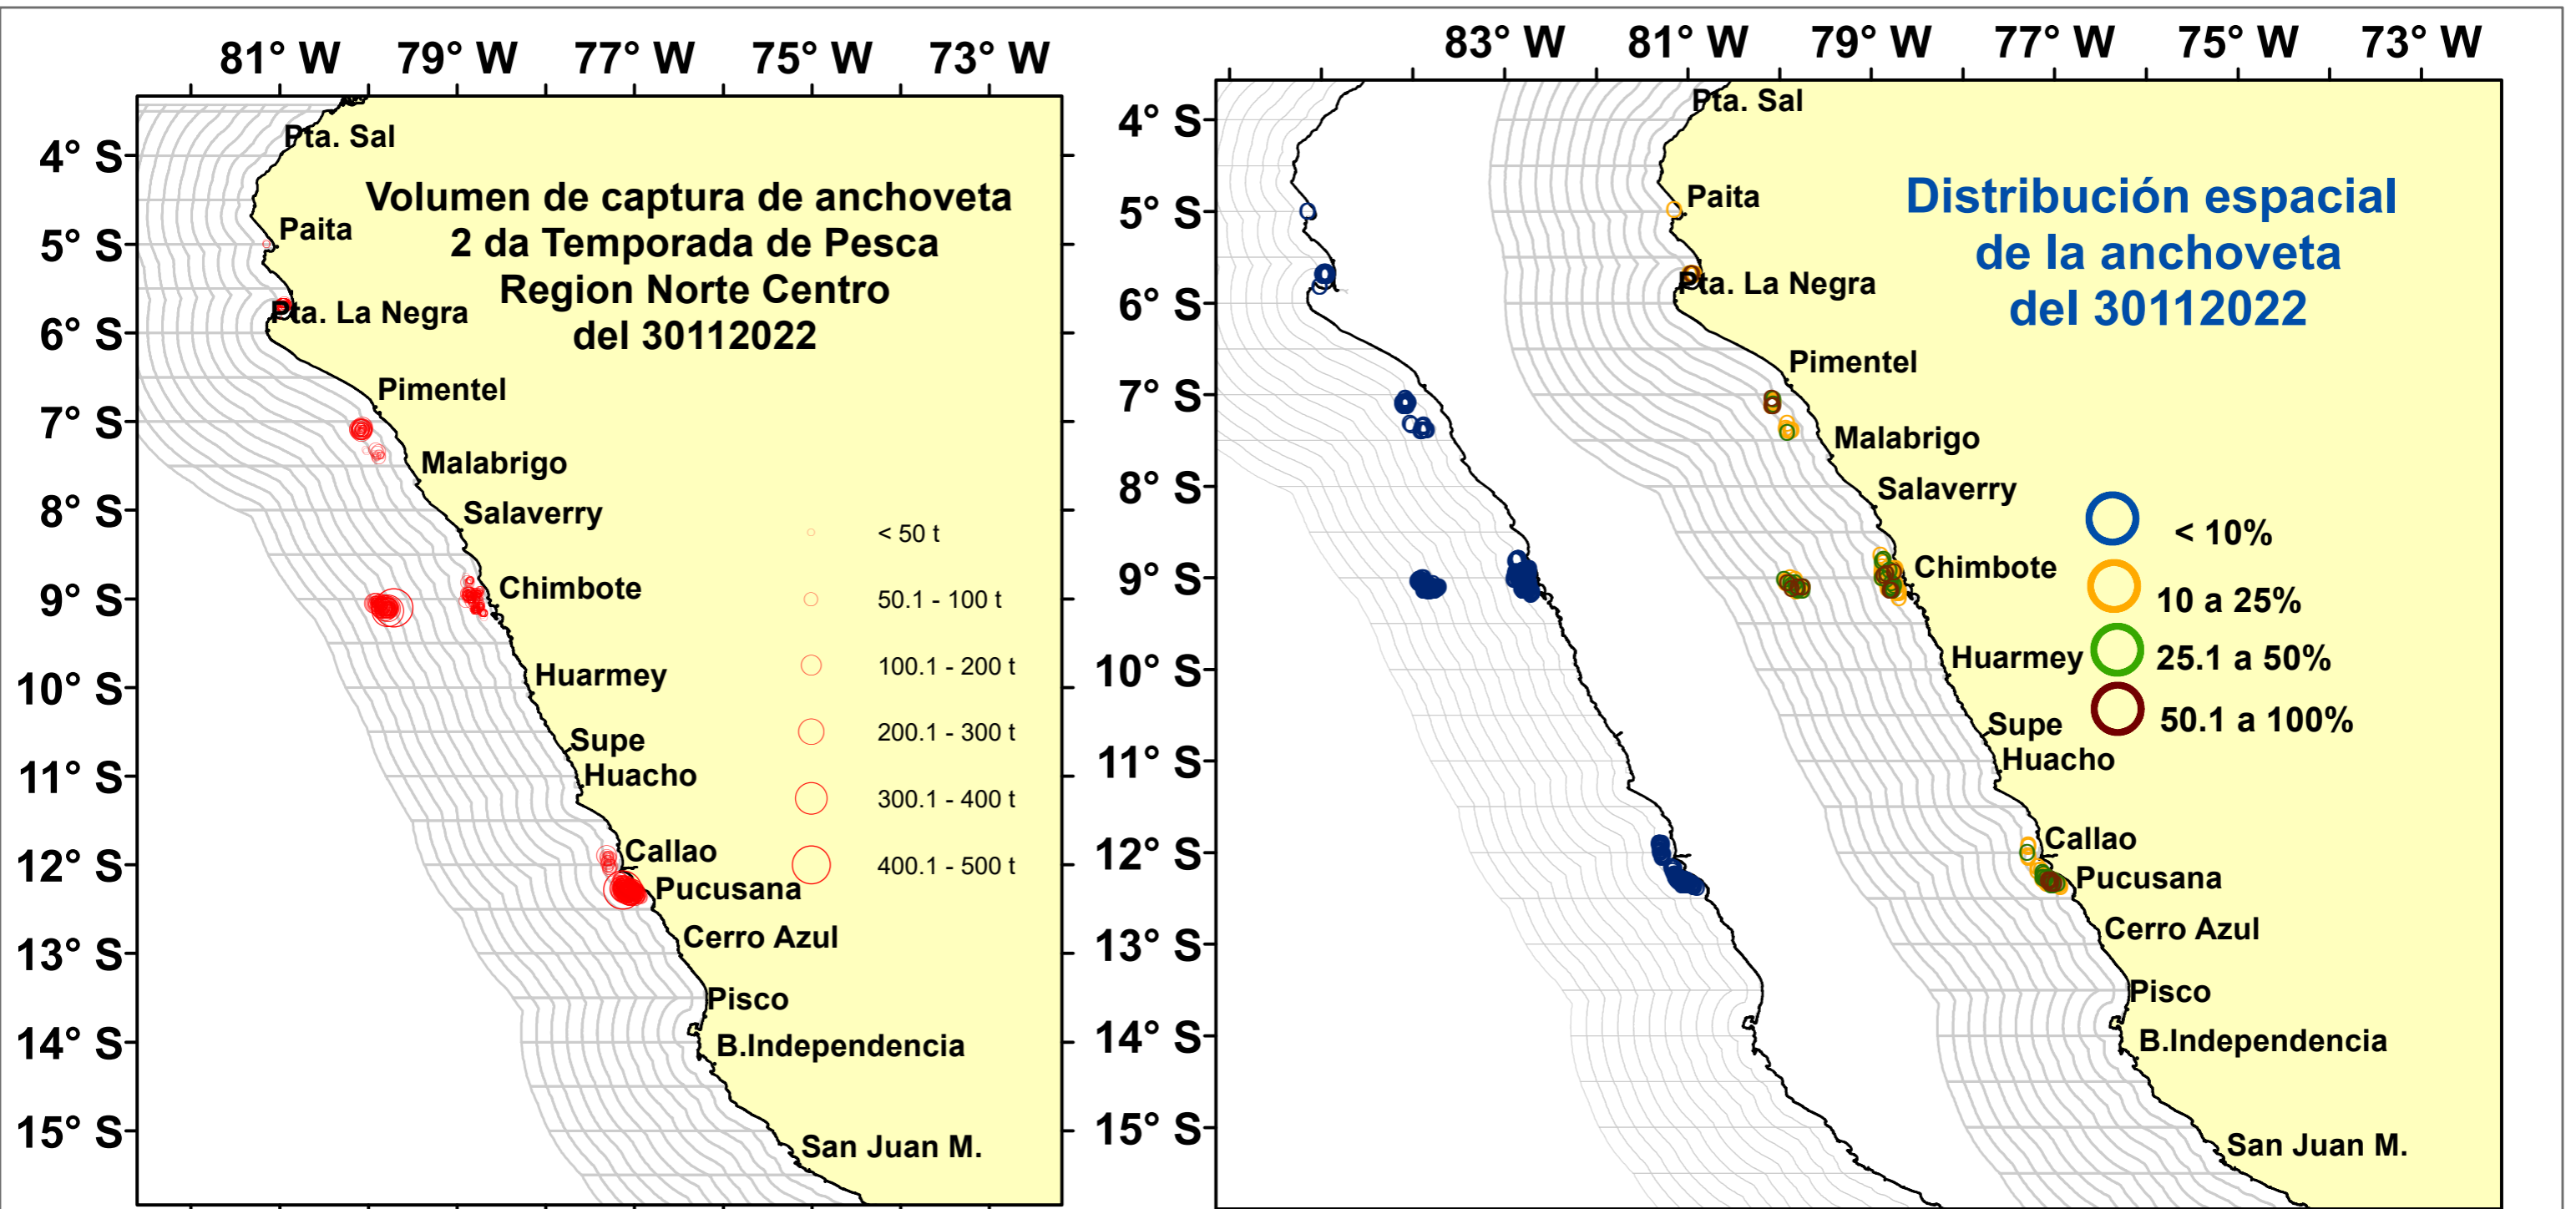 81° W 79° W 77° W 75° W 73° W
4° S
5° S
6° S
7° S
8° S
9° S
10° S
11° S
12° S
13° S
14° S
15° S
Volumen de captura de anchoveta
2 da Temporada de Pesca
Region Norte Centro
del 30112022
Pta. Sal
Paita
Pta. La Negra
Pimentel
Malabrigo
Salaverry
Chimbote
Huarmey
Supe
Huacho
Callao
Pucusana
Cerro Azul
Pisco
B.Independencia
San Juan M.
< 50 t
50.1 - 100 t
100.1 - 200 t
200.1 - 300 t
300.1 - 400 t
400.1 - 500 t
83° W 81° W 79° W 77° W 75° W 73° W
4° S
5° S
6° S
7° S
8° S
9° S
10° S
11° S
12° S
13° S
14° S
15° S
Distribución espacial
de la anchoveta
del 30112022
Pta. Sal
Paita
Pta. La Negra
Pimentel
Malabrigo
Salaverry
Chimbote
Huarmey
Supe
Huacho
Callao
Pucusana
Cerro Azul
Pisco
B.Independencia
San Juan M.
< 10%
10 a 25%
25.1 a 50%
50.1 a 100%